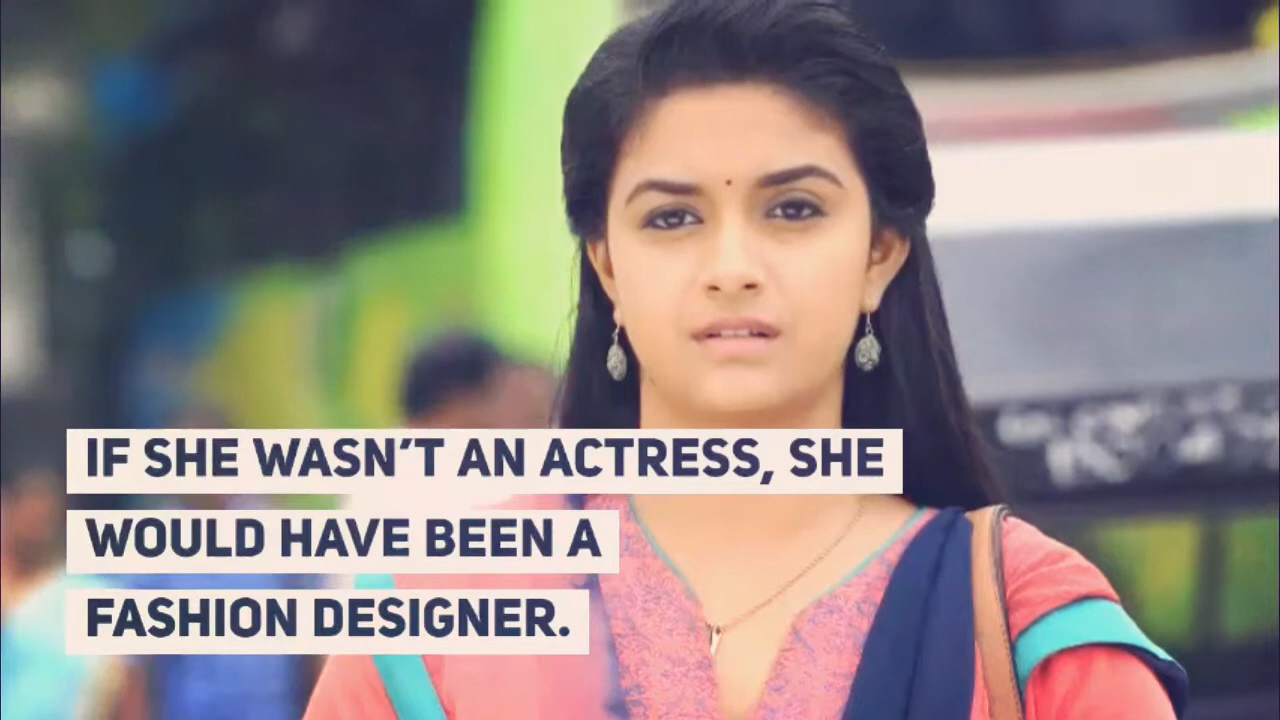 IF SHE WASN'T AN ACTRESS, SHE
WOULD HAVE BEEN A
FASHION DESIGNER.